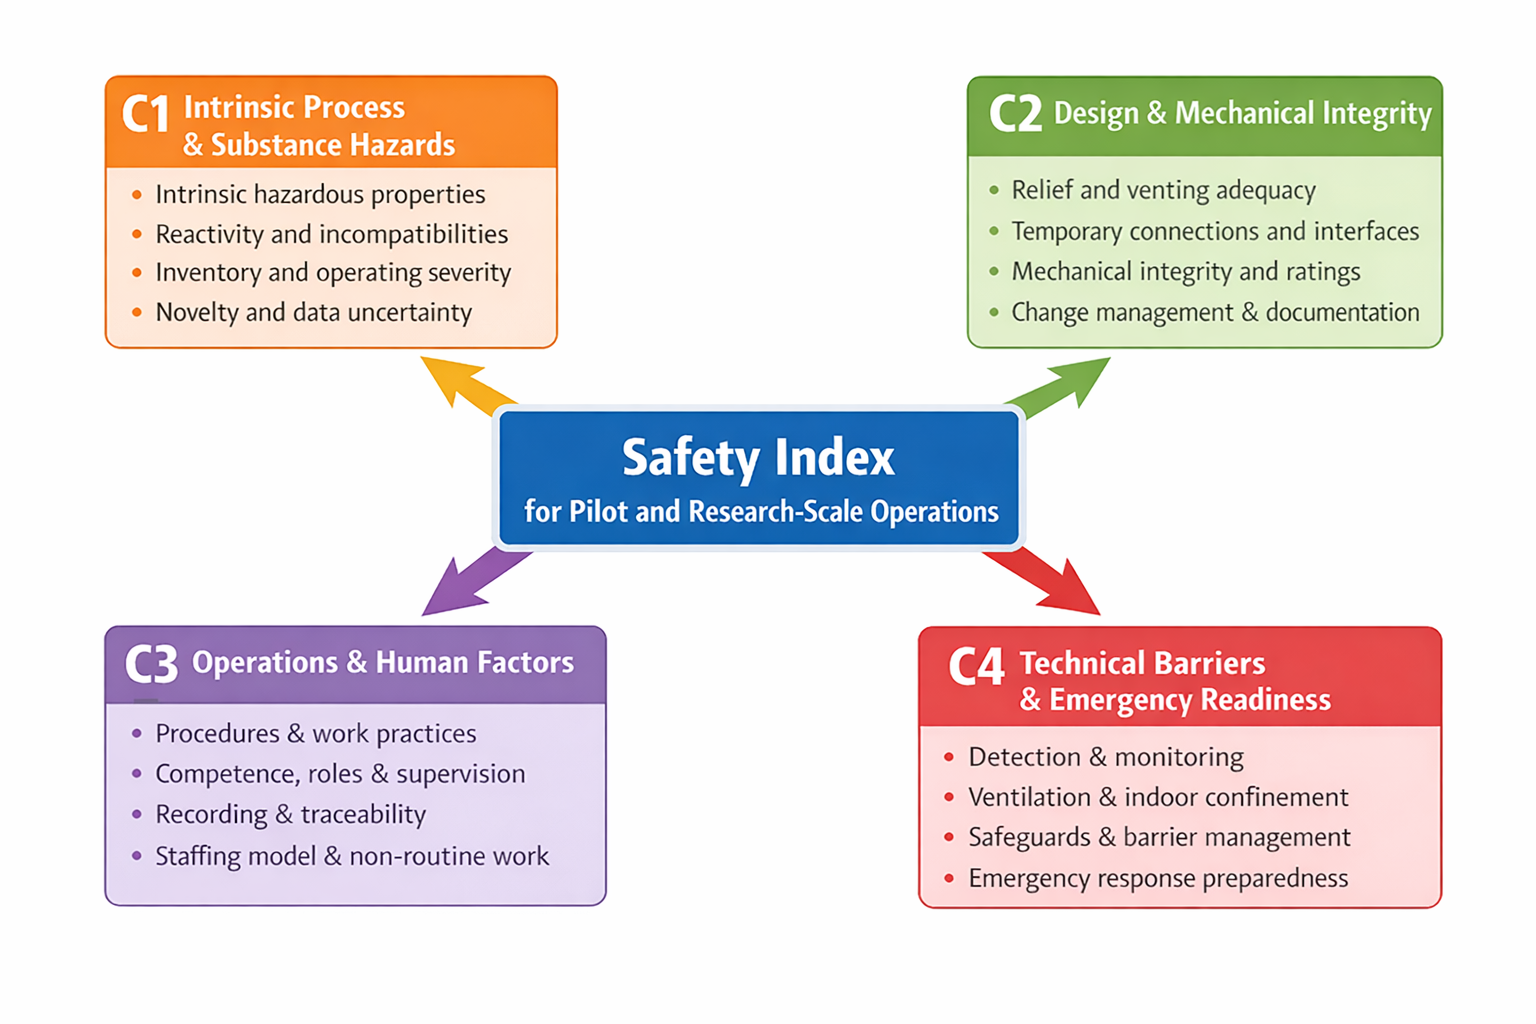 C1 Intrinsic Process
& Substance Hazards
• Intrinsic hazardous properties
• Reactivity and incompatibilities
• Inventory and operating severity
• Novelty and data uncertainty
C2 Design & Mechanical Integrity
• Relief and venting adequacy
• Temporary connections and interfaces
• Mechanical integrity and ratings
• Change management & documentation
Safety Index
for Pilot and Research-Scale Operations
C3 Operations & Human Factors
• Procedures & work practices
• Competence, roles & supervision
• Recording & traceability
• Staffing model & non-routine work
C4 Technical Barriers
& Emergency Readiness
• Detection & monitoring
• Ventilation & indoor confinement
• Safeguards & barrier management
• Emergency response preparedness